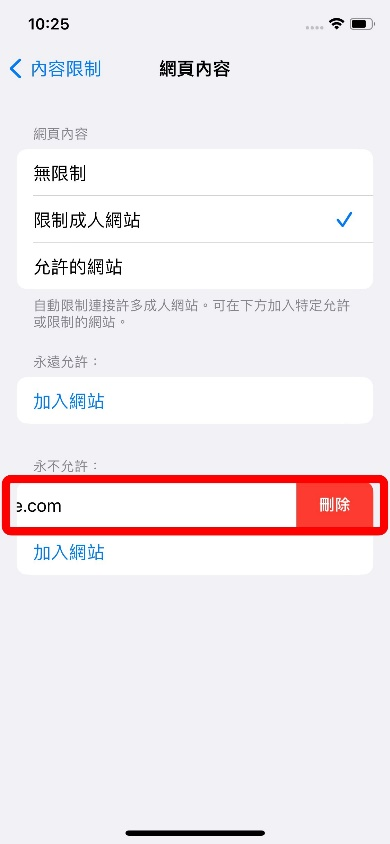 10:25
內容限制
網頁內容
網頁內容
無限制
限制成人網站
允許的網站
自動限制連接許多成人網站。可在下方加入特定允許
或限制的網站。
永遠允許：
加入網站
永不允許：
e.com
刪除
加入網站